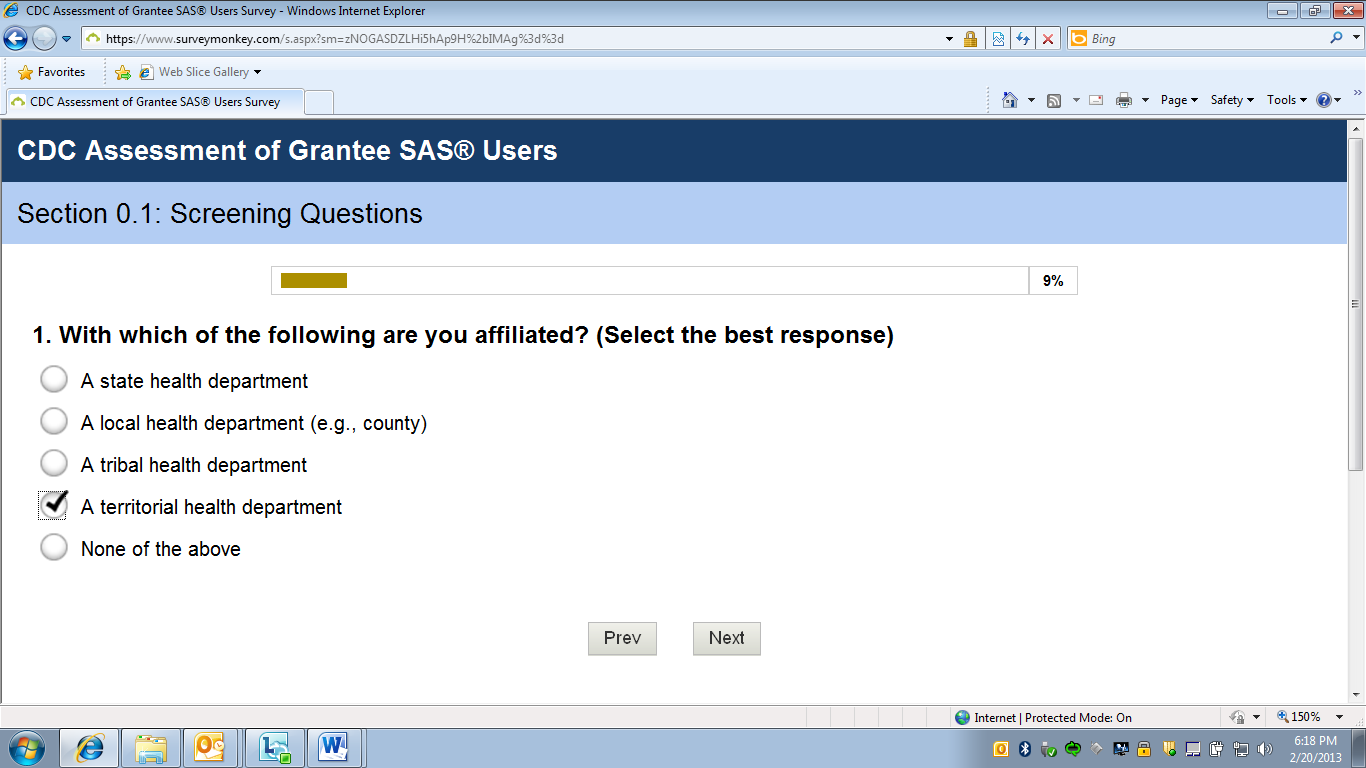 CDC Assessment of Grantee SAS® Users Survey - Windows Internet Explorer
https://www.surveymonkey.com/s.aspx?sm=zNOGASDZLHi5hAp9H%2bIMAg%3d%3d
Bing
Favorites
Web Slice Gallery
CDC Assessment of Grantee SAS® Users Survey
Page
Safety
Tools
CDC Assessment of Grantee SAS® Users
Section 0.1: Screening Questions
9%
1. With which of the following are you affiliated? (Select the best response)
A state health department
A local health department (e.g., county)
A tribal health department
A territorial health department
None of the above
Prev
Next
Internet | Protected Mode: On
150%
6:18 PM
2/20/2013